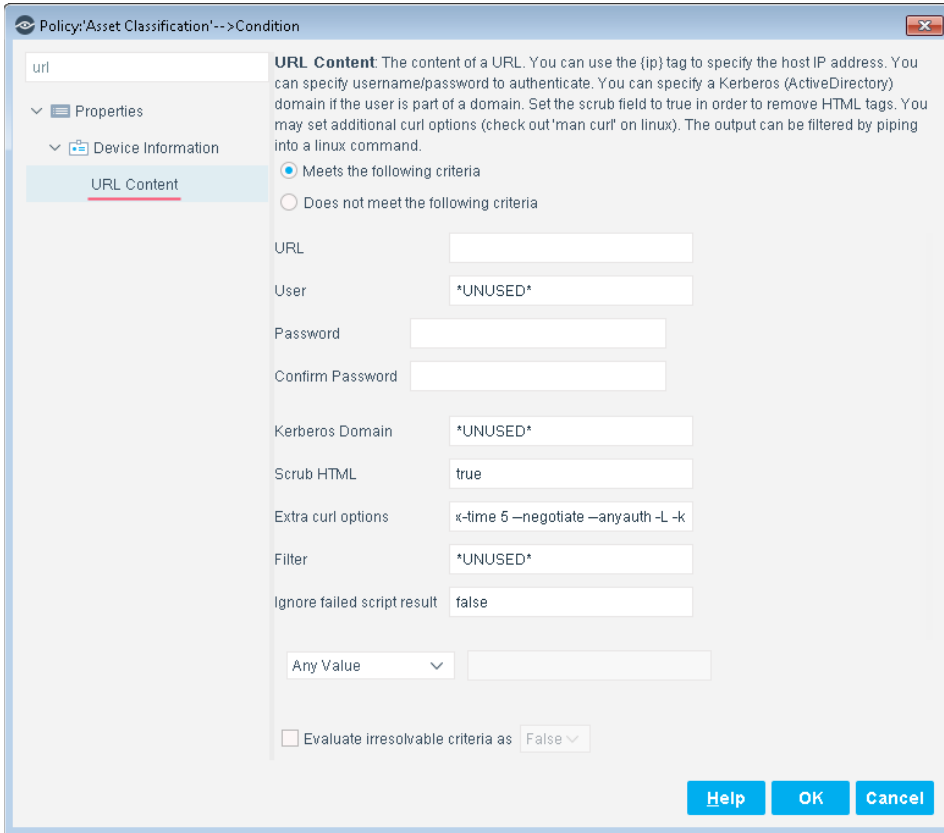 Policy:'Asset Classification'-->Condition
url
Properties
Device Information
URL Content
URL Content: The content of a URL. You can use the {ip} tag to specify the host IP address. You
can specify username/password to authenticate. You can specify a Kerberos (ActiveDirectory)
domain if the user is part of a domain. Set the scrub field to true in order to remove HTML tags. You
may set additional curl options (check out 'man curl' on linux). The output can be filtered by piping
into a linux command.
Meets the following criteria
Does not meet the following criteria
URL
User *UNUSED*
Password
Confirm Password
Kerberos Domain *UNUSED*
Scrub HTML true
Extra curl options x-time 5 —negotiate —anyauth -L -k
Filter *UNUSED*
Ignore failed script result false
Any Value
Evaluate irresolvable criteria as False
Help OK Cancel